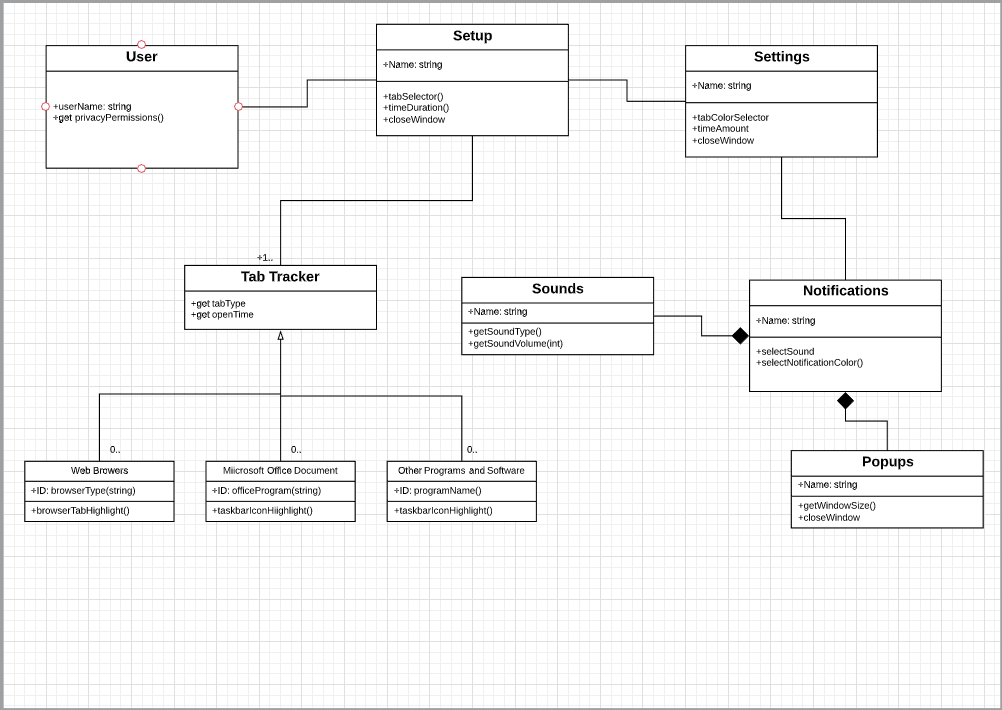 User
+userName: string
+get privacyPermissions()
Setup
+Name: string
+tabSelector()
+timeDuration()
+closeWindow
Settings
+Name: string
+tabColorSelector
+timeAmount
+closeWindow
+1..
Tab Tracker
+get tabType
+get openTime
Sounds
+Name: string
+getSoundType()
+getSoundVolume(int)
Notifications
+Name: string
+selectSound
+selectNotificationColor()
0..
0..
0..
Web Browers
+ID: browserType(string)
+browserTabHighlight()
Miicrosoft Office Document
+ID: officeProgram(string)
+taskbarIconHiighlight()
Other Programs and Software
+ID: programName()
+taskbarIconHighlight()
Popups
+Name: string
+getWindowSize()
+closeWindow